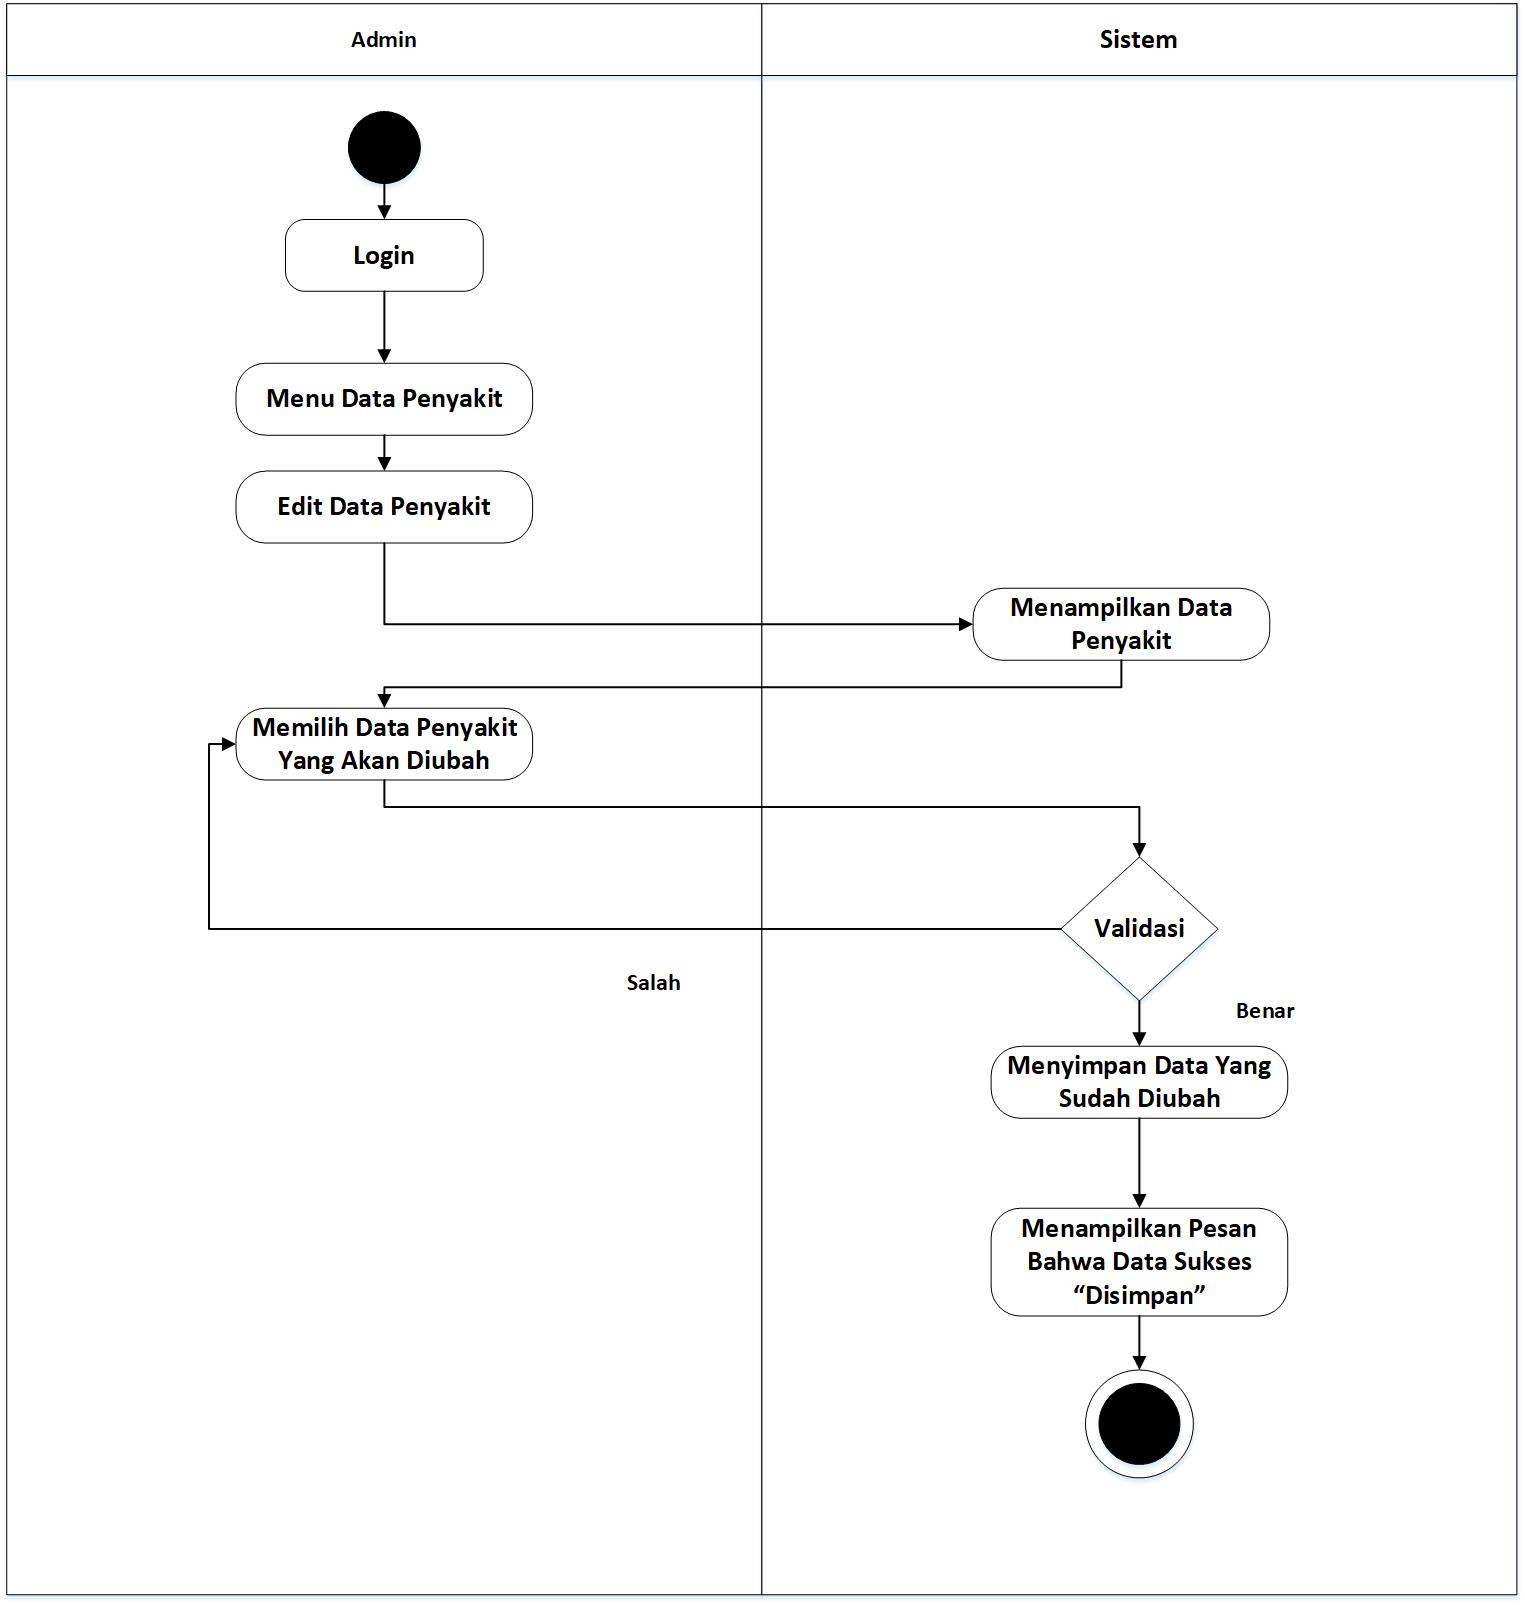 Admin
Sistem
Login
Menu Data Penyakit
Edit Data Penyakit
Menampilkan Data
Penyakit
Memilih Data Penyakit
Yang Akan Diubah
Validasi
Salah
Benar
Menyimpan Data Yang
Sudah Diubah
Menampilkan Pesan
Bahwa Data Sukses
“Disimpan”